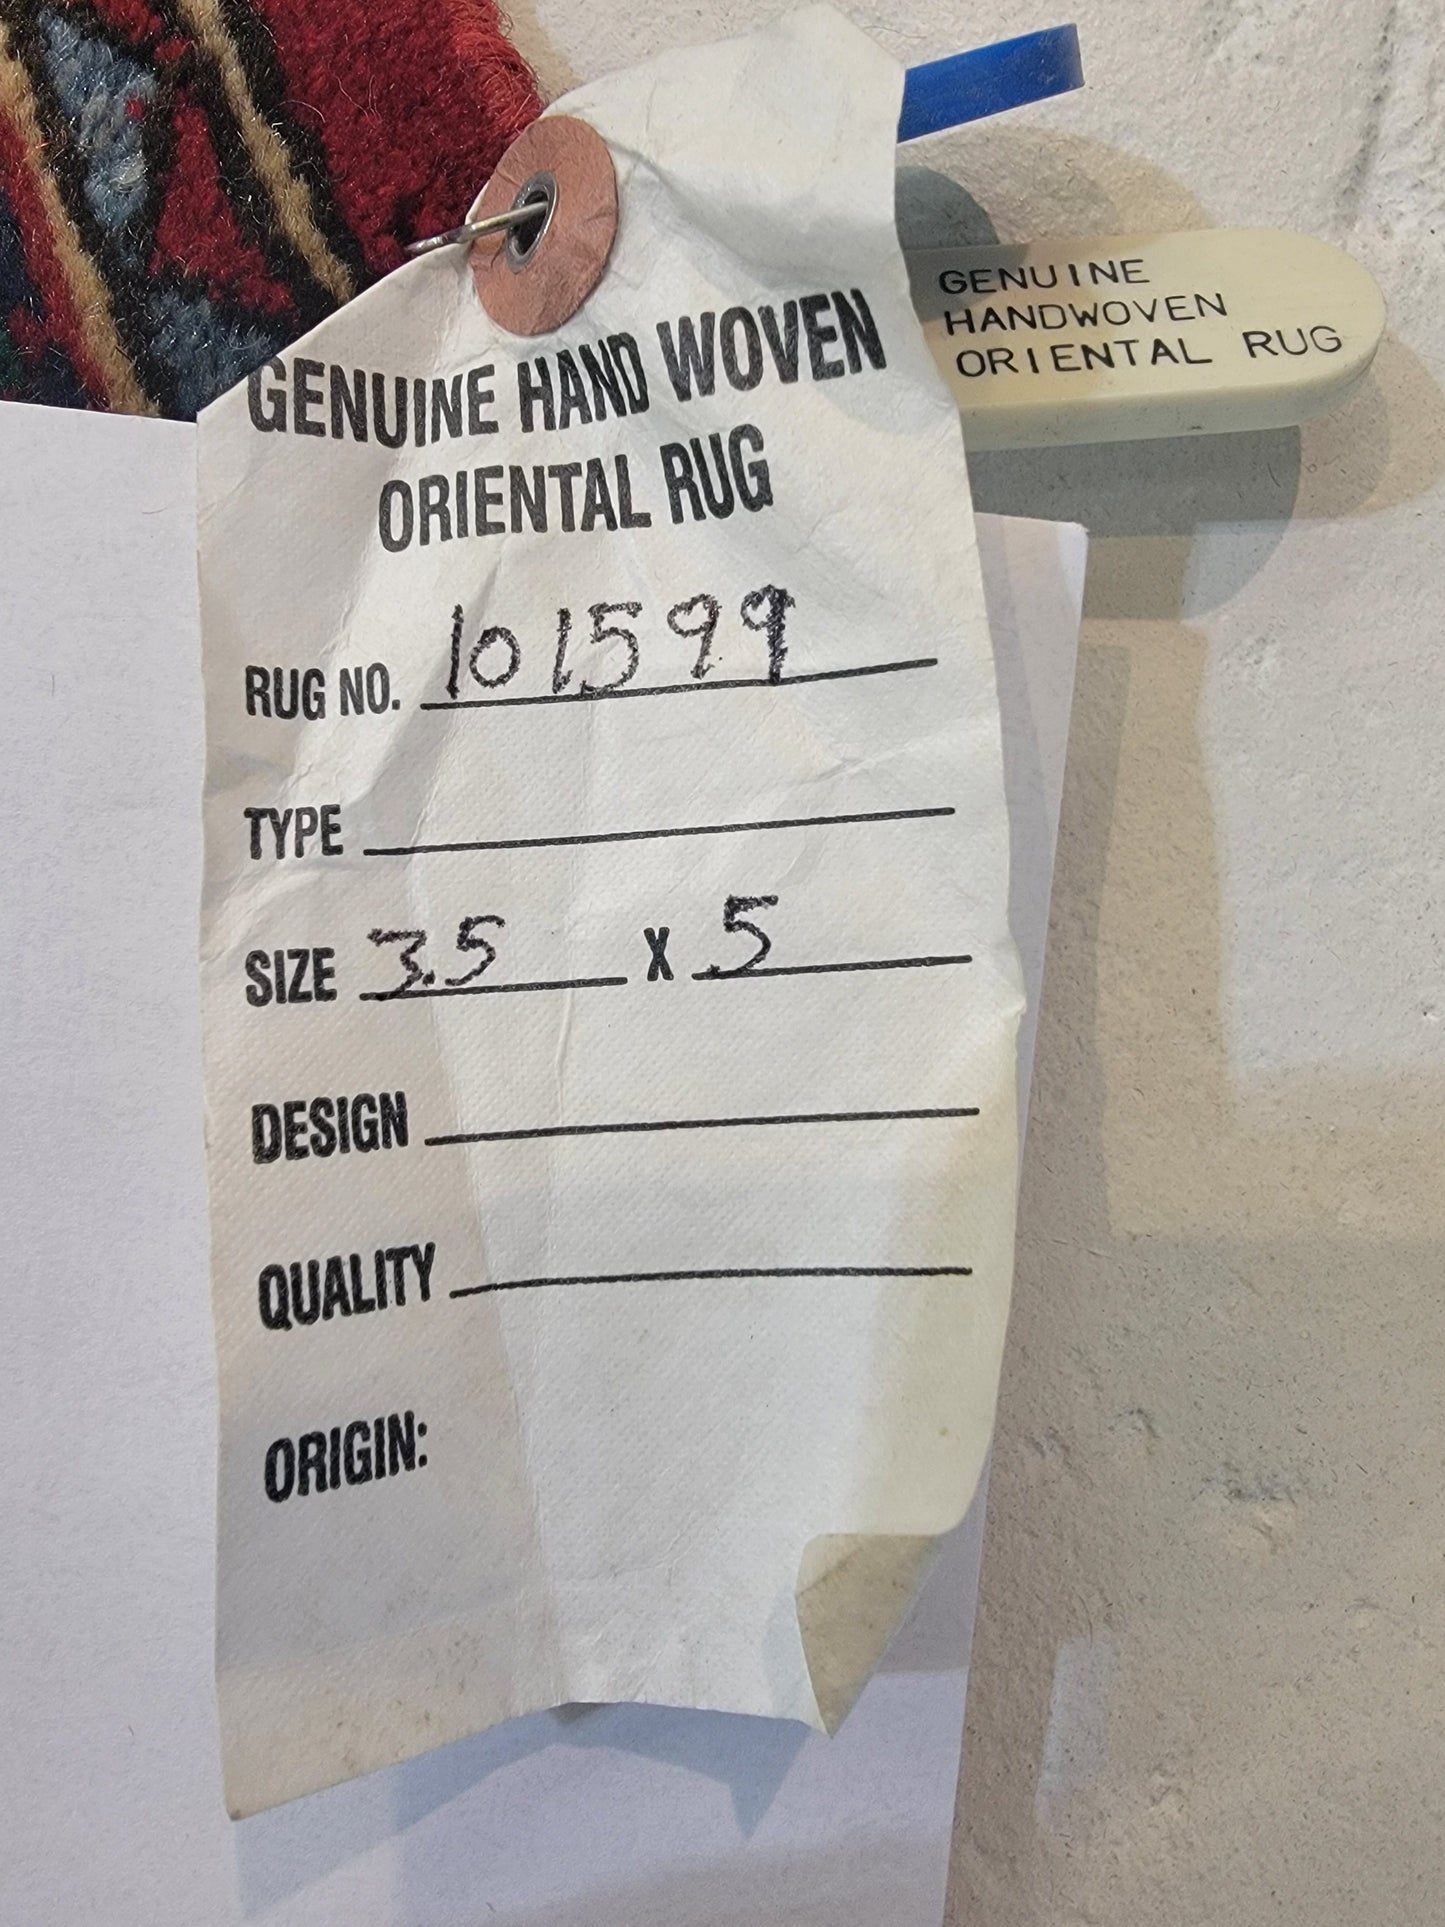 GENUINE HAND WOVEN
ORIENTAL RUG
RUG NO. 101599
TYPE
SIZE 3.5 X 5
DESIGN
QUALITY
ORIGIN:
GENUINE
HANDWOVEN
ORIENTAL RUG